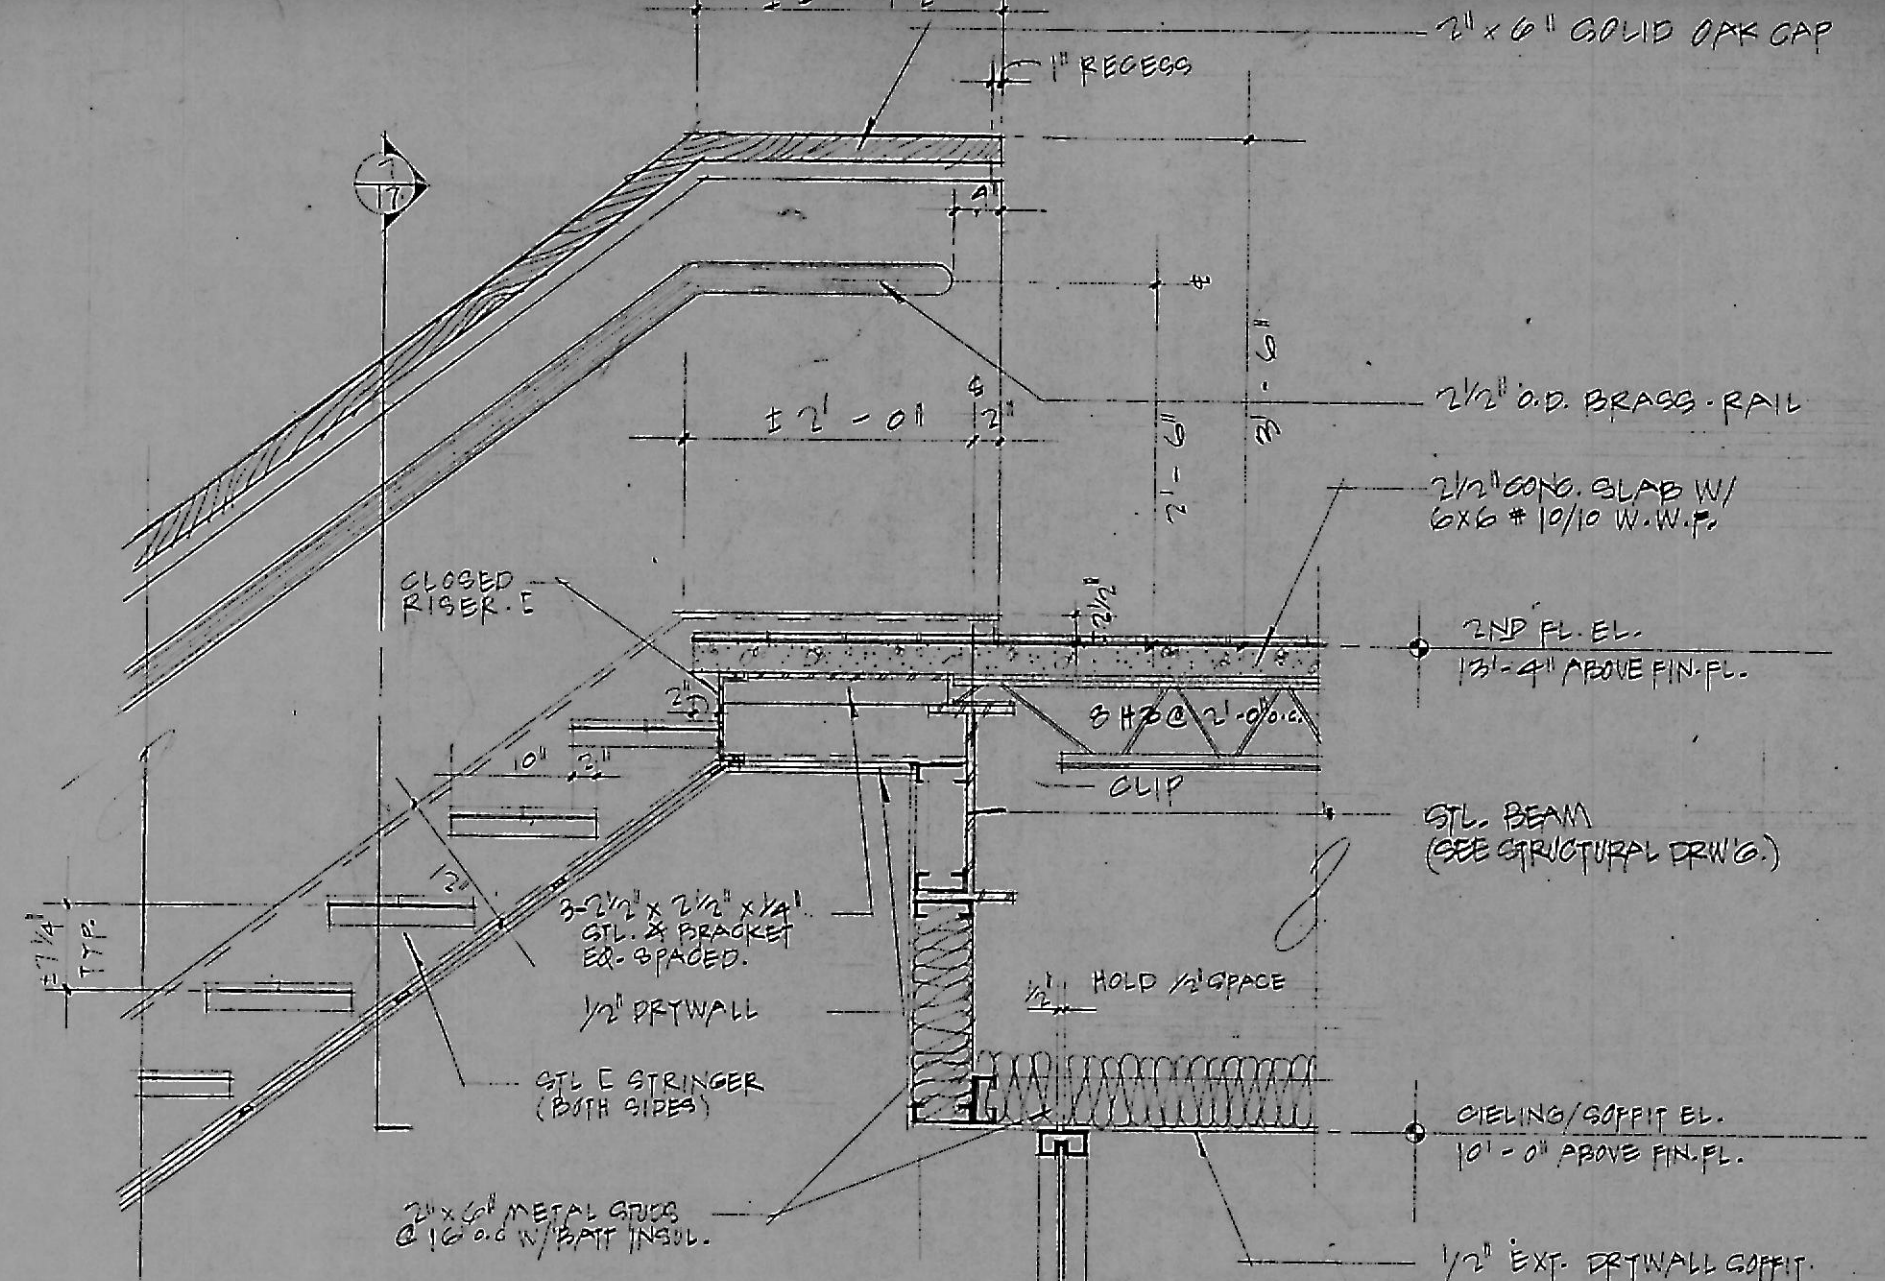 2" x 6" SOLID OAK CAP
1" RECESS
7
17
4"
℄
3'-6"
2'-6"
± 2' - 0"
8
2"
2 1/2" O.D. BRASS. RAIL
2 1/2" CONC. SLAB W/
6X6 # 10/10 W.W.F.
CLOSED
RISER. [
2 1/2"
2ND FL. EL.
13'-4" ABOVE FIN. FL.
2"
8 H3 @ 2'-0" O.C.
10"
2"
CLIP
STL. BEAM
(SEE STRUCTURAL DRW'G.)
12"
± 7 1/4"
TYP.
3-2 1/2" x 2 1/2" x 1/4"
STL. ∡ BRACKET
EQ. SPACED.
1/2" DRYWALL
1/2"
HOLD 1/2" SPACE
STL [ STRINGER
(BOTH SIDES)
CIELING/SOFFIT EL.
10'-0" ABOVE FIN. FL.
2" x 6" METAL STUDS
@ 16 O.C W/BATT INSUL.
1/2" EXT. DRYWALL SOFFIT.